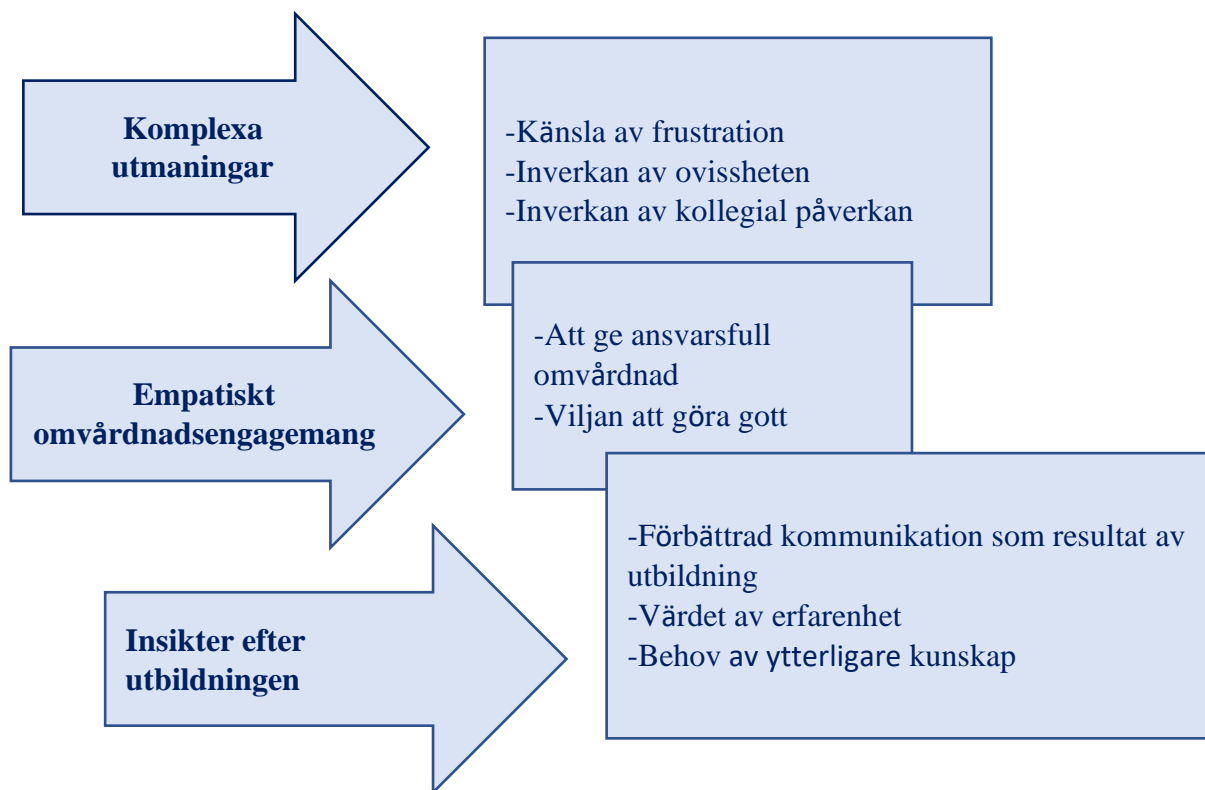 Komplexa
utmaningar
-Känsla av frustration
-Inverkan av ovissheten
-Inverkan av kollegial påverkan
Empatiskt
omvårdnadsengagemang
-Att ge ansvarsfull
omvårdnad
-Viljan att göra gott
Insikter efter
utbildningen
-Förbättrad kommunikation som resultat av
utbildning
-Värdet av erfarenhet
-Behov av ytterligare kunskap